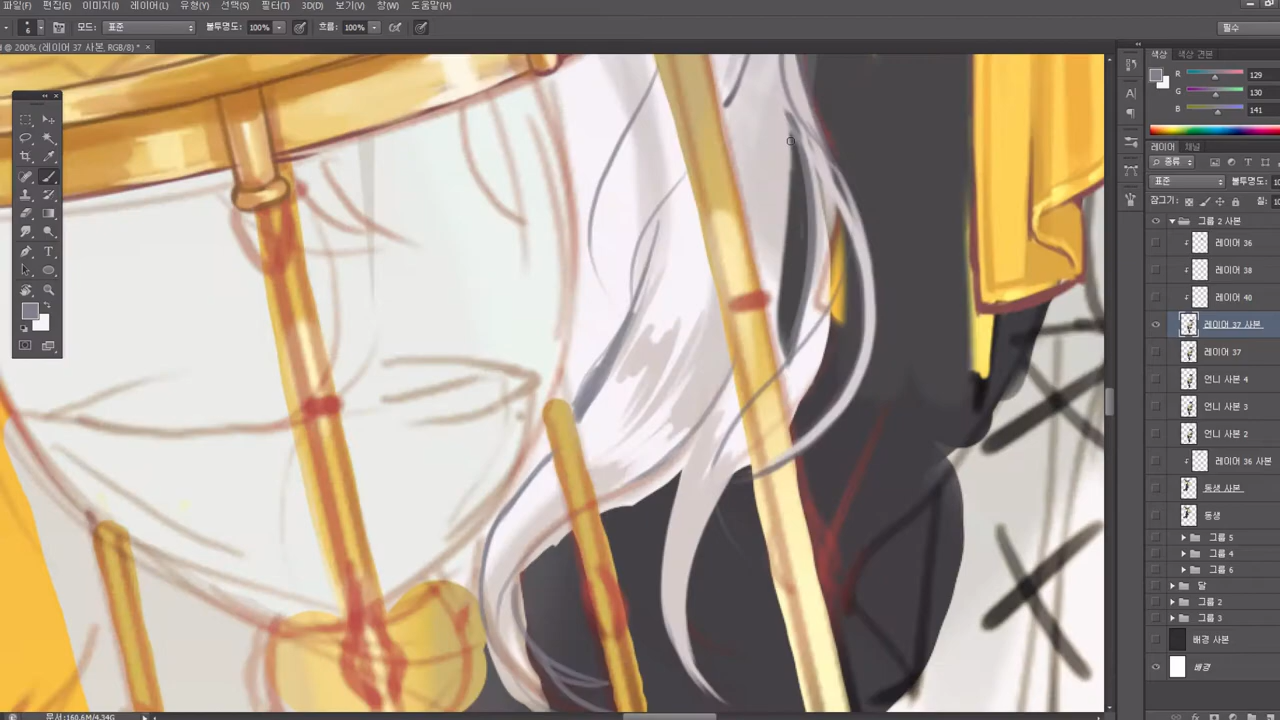 파일(F) 편집(E) 이미지(I) 레이어(L) 유형(Y) 선택(S) 필터(T) 3D(D) 보기(V) 창(W) 도움말(H)
6 모드: 표준 불투명도: 100% 흐름: 100% 필수
@ 200% (레이어 37 사본, RGB/8) * ×
색상 색상 견본
R 129
G 130
B 141
레이어 채널
종류
표준 불투명도:
잠그기: 칠:
그룹 2 사본
레이어 36
레이어 38
레이어 40
레이어 37 사본
레이어 37
언니 사본 4
언니 사본 3
언니 사본 2
레이어 36 사본
동생 사본
동생
그룹 5
그룹 4
그룹 6
달
그룹 2
그룹 3
배경 사본
배경
문서:160.6M/4.34G